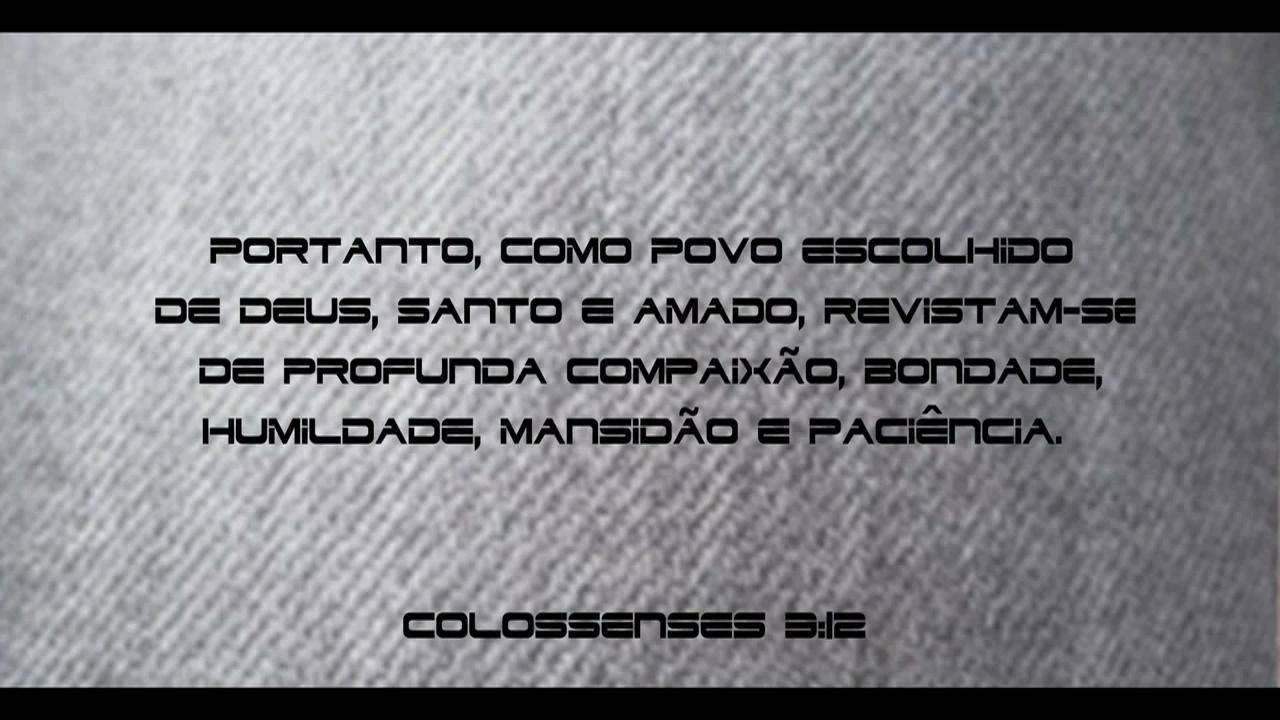 PORTANTO, COMO POVO ESCOLHIDO
DE DEUS, SANTO E AMADO, REVISTAM-SE
DE PROFUNDA COMPAIXÃO, BONDADE,
HUMILDADE, MANSIDÃO E PACIÊNCIA.
COLOSSENSES 3:12